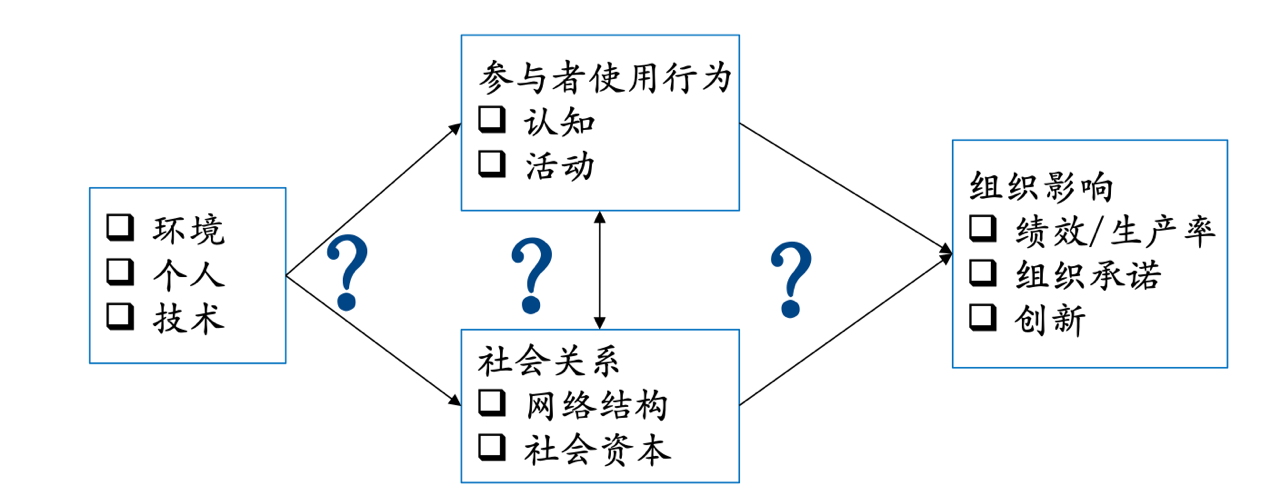 ❑ 环境
❑ 个人
❑ 技术
参与者使用行为
❑ 认知
❑ 活动
?
?
?
社会关系
❑ 网络结构
❑ 社会资本
组织影响
❑ 绩效/生产率
❑ 组织承诺
❑ 创新